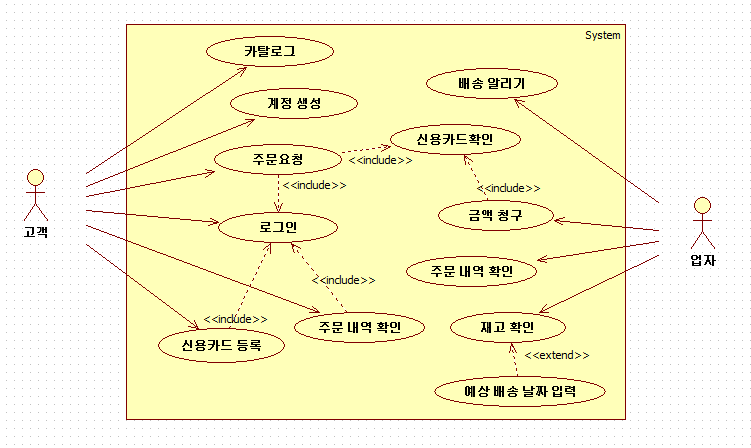 System
카탈로그
배송 알리기
계정 생성
신용카드확인
주문요청
<<include>>
<<include>>
<<include>>
금액 청구
로그인
고객
업자
주문 내역 확인
<<include>>
<<include>>
신용카드 등록
주문 내역 확인
재고 확인
<<extend>>
예상 배송 날짜 입력